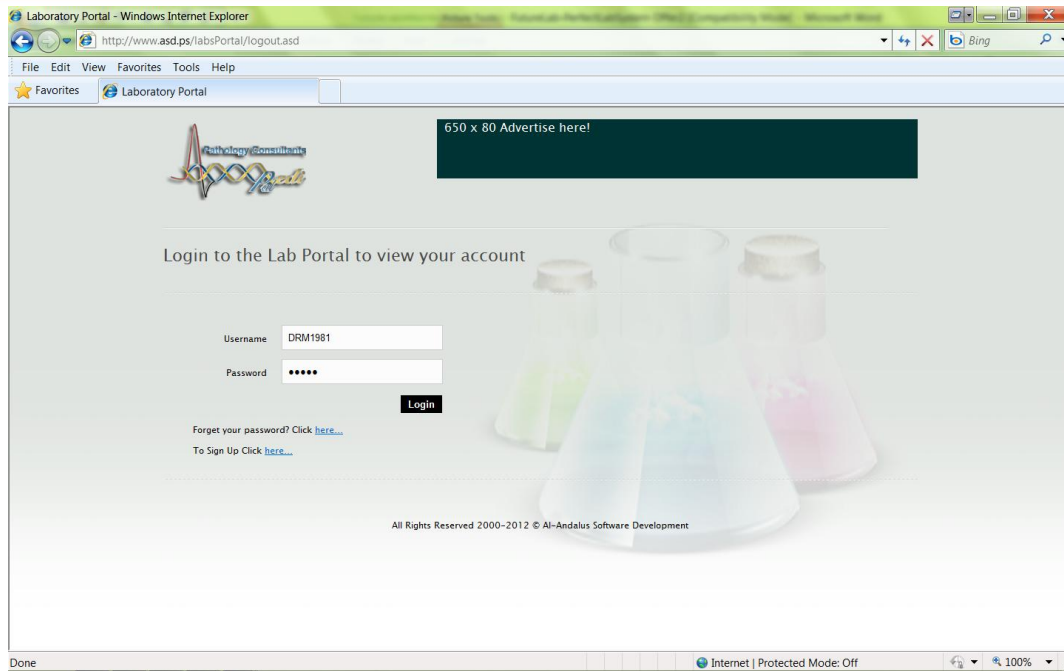 Laboratory Portal - Windows Internet Explorer
http://www.asd.ps/labsPortal/logout.asd
Bing
File Edit View Favorites Tools Help
Favorites
Laboratory Portal
Pathology Consultants
650 x 80 Advertise here!
Login to the Lab Portal to view your account
Username DRM1981
Password •••••
Login
Forget your password? Click here...
To Sign Up Click here...
All Rights Reserved 2000-2012 © Al-Andalus Software Development
Done
Internet | Protected Mode: Off
100%